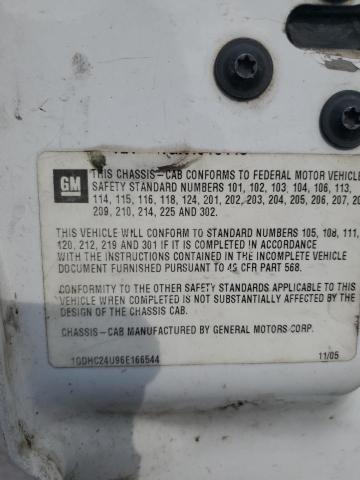 GM
THIS CHASSIS-CAB CONFORMS TO FEDERAL MOTOR VEHICLE
SAFETY STANDARD NUMBERS 101, 102, 103, 104, 106, 113,
114, 115, 116, 118, 124, 201, 202, 203, 204, 205, 206, 207, 20
209, 210, 214, 225 AND 302.
THIS VEHICLE WILL CONFORM TO STANDARD NUMBERS 105, 108, 111,
120, 212, 219 AND 301 IF IT IS COMPLETED IN ACCORDANCE
WITH THE INSTRUCTIONS CONTAINED IN THE INCOMPLETE VEHICLE
DOCUMENT FURNISHED PURSUANT TO 49 CFR PART 568.
CONFORMITY TO THE OTHER SAFETY STANDARDS APPLICABLE TO
VEHICLE WHEN COMPLETED IS NOT SUBSTANTIALLY AFFECTED BY THE
DESIGN OF THE CHASSIS CAB.
CHASSIS-CAB MANUFACTURED BY GENERAL MOTORS CORP.
1GDHC24U96E166544 11/05